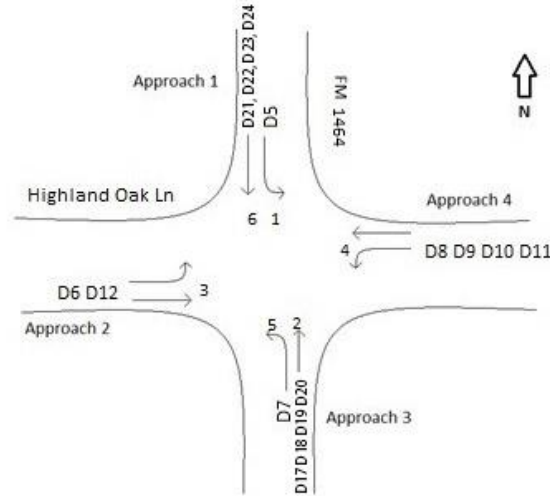 D21, D22, D23, D24
Approach 1
D5
FM 1464
N
Highland Oak Ln
Approach 4
6 1
4
D8 D9 D10 D11
D6 D12
3
Approach 2
5 2
D7
D17 D18 D19 D20
Approach 3